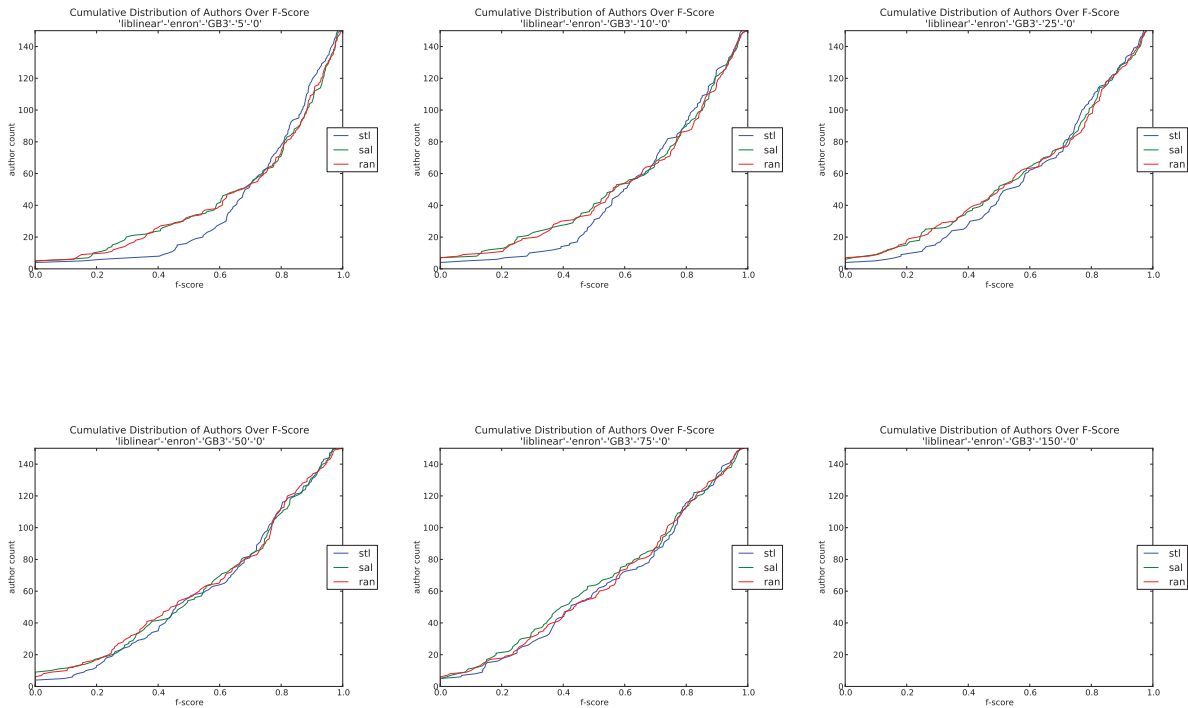 Cumulative Distribution of Authors Over F-Score
'liblinear'-'enron'-'GB3'-'5'-'0'
140
120
100
80
60
40
20
0
author count
0.0 0.2 0.4 0.6 0.8 1.0
f-score
stl
sal
ran
Cumulative Distribution of Authors Over F-Score
'liblinear'-'enron'-'GB3'-'10'-'0'
140
120
100
80
60
40
20
0
author count
0.0 0.2 0.4 0.6 0.8 1.0
f-score
stl
sal
ran
Cumulative Distribution of Authors Over F-Score
'liblinear'-'enron'-'GB3'-'25'-'0'
140
120
100
80
60
40
20
0
author count
0.0 0.2 0.4 0.6 0.8 1.0
f-score
stl
sal
ran
Cumulative Distribution of Authors Over F-Score
'liblinear'-'enron'-'GB3'-'50'-'0'
140
120
100
80
60
40
20
0
author count
0.0 0.2 0.4 0.6 0.8 1.0
f-score
stl
sal
ran
Cumulative Distribution of Authors Over F-Score
'liblinear'-'enron'-'GB3'-'75'-'0'
140
120
100
80
60
40
20
0
author count
0.0 0.2 0.4 0.6 0.8 1.0
f-score
stl
sal
ran
Cumulative Distribution of Authors Over F-Score
'liblinear'-'enron'-'GB3'-'150'-'0'
140
120
100
80
60
40
20
0
author count
0.0 0.2 0.4 0.6 0.8 1.0
f-score
stl
sal
ran